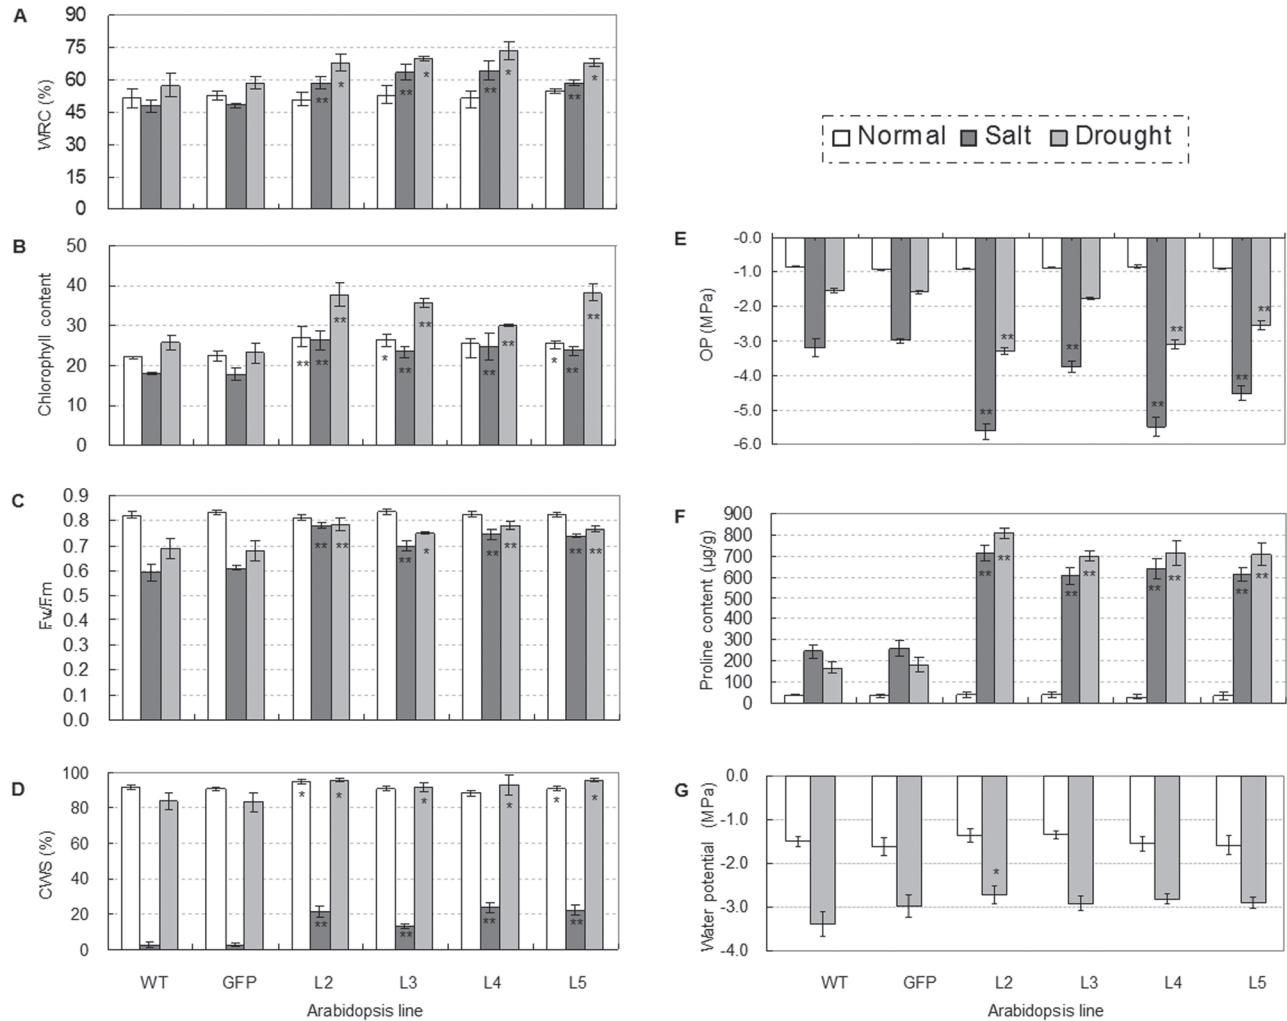 A
WRC (%)
90
75
60
45
30
15
0
** * ** * ** * ** *
B
Chlorophyll content
50
40
30
20
10
0
** ** ** * ** ** ** ** * ** **
C
Fv/Fm
0.9
0.8
0.7
0.6
0.5
0.4
0.3
0.2
0.1
0.0
** ** ** * ** ** ** **
D
CWS (%)
100
80
60
40
20
0
* ** * ** * ** * * ** *
WT GFP L2 L3 L4 L5
Arabidopsis line
Normal Salt Drought
E
OP (MPa)
-0.0
-1.0
-2.0
-3.0
-4.0
-5.0
-6.0
** ** ** ** ** ** **
F
Proline content (µg/g)
900
800
700
600
500
400
300
200
100
0
** ** ** ** ** ** ** **
G
Water potential (MPa)
0.0
-1.0
-2.0
-3.0
-4.0
*
WT GFP L2 L3 L4 L5
Arabidopsis line